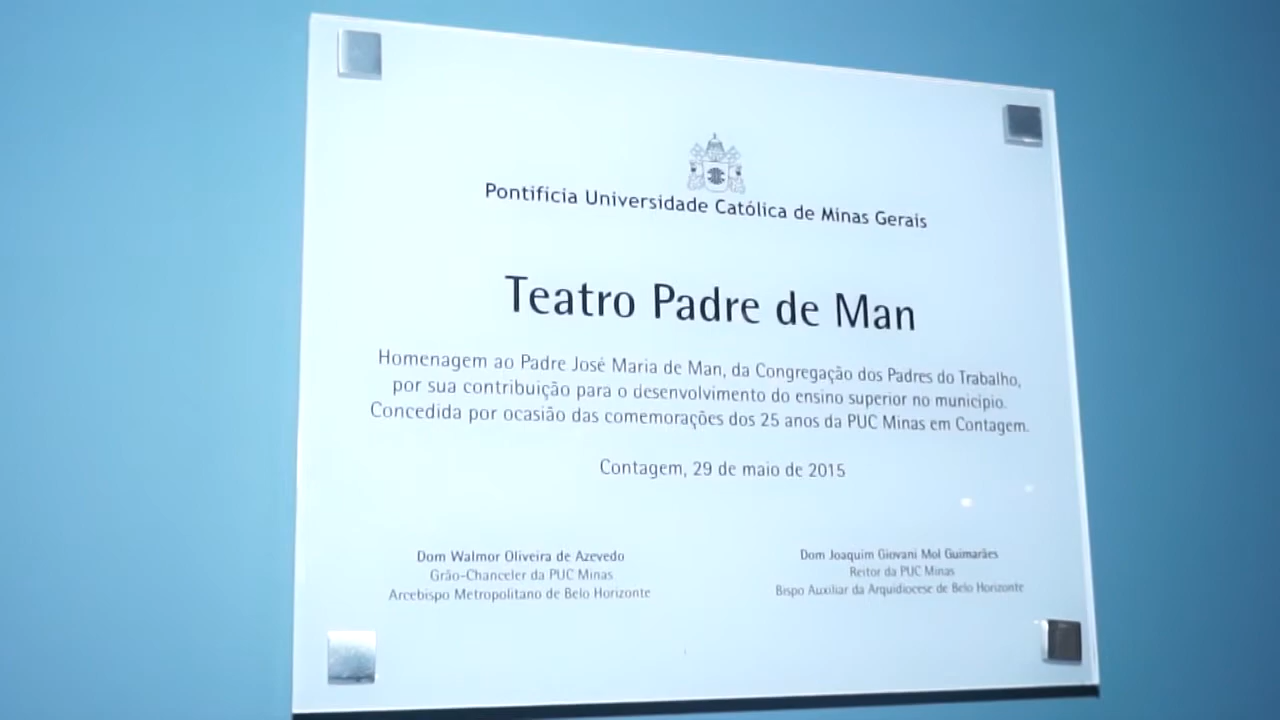 Pontifícia Universidade Católica de Minas Gerais
Teatro Padre de Man
Homenagem ao Padre José Maria de Man, da Congregação dos Padres do Trabalho,
por sua contribuição para o desenvolvimento do ensino superior no município.
Concedida por ocasião das comemorações dos 25 anos da PUC Minas em Contagem.
Contagem, 29 de maio de 2015
Dom Walmor Oliveira de Azevedo
Grão-Chanceler da PUC Minas
Arcebispo Metropolitano de Belo Horizonte
Dom Joaquim Giovani Mol Guimarães
Reitor da PUC Minas
Bispo Auxiliar da Arquidiocese de Belo Horizonte